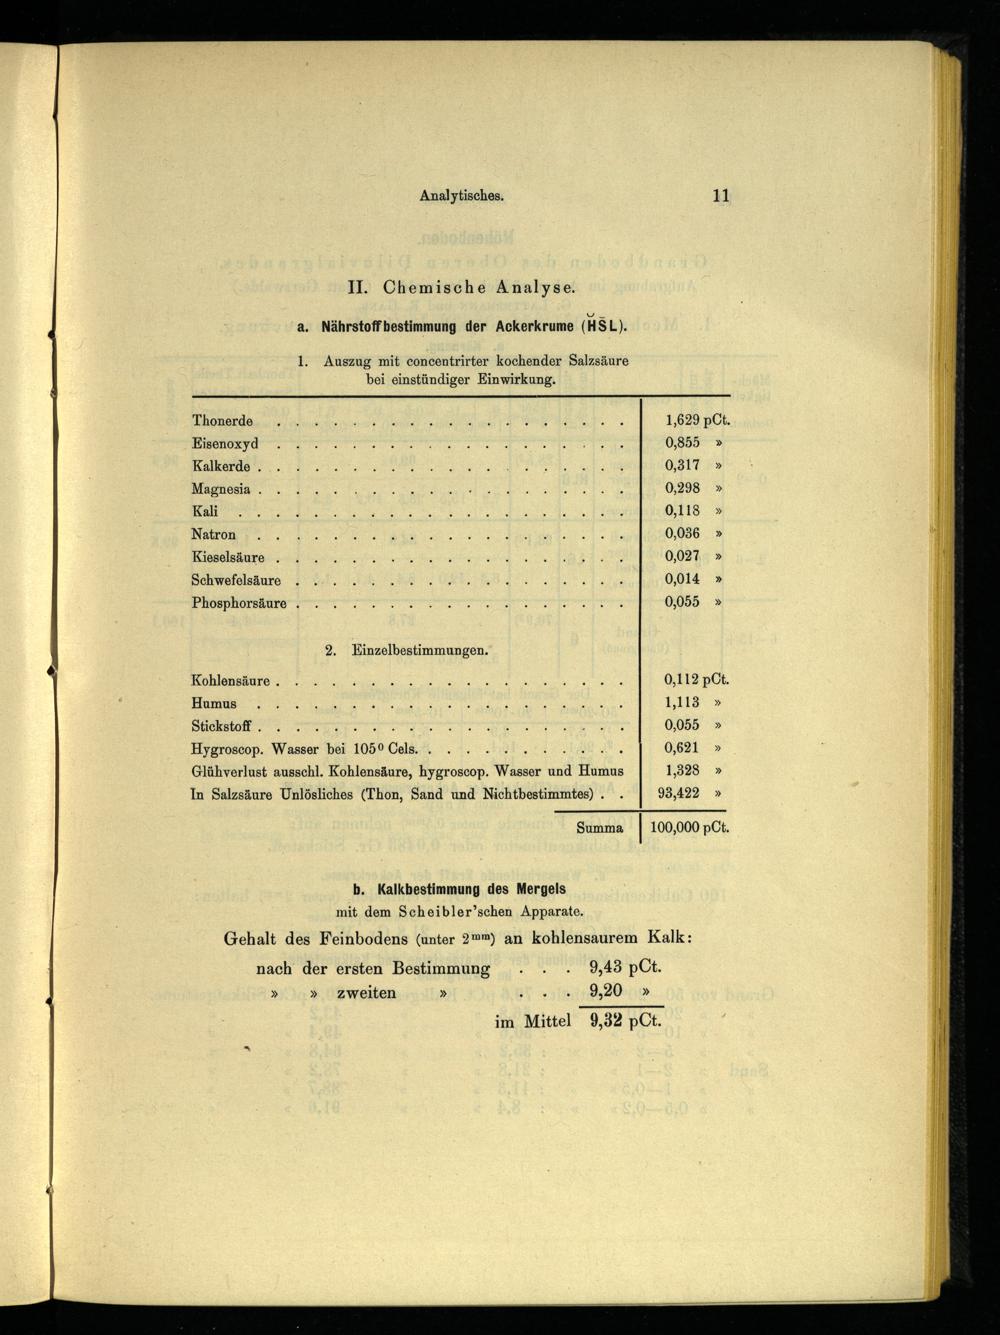 Analytisches. 11
II. Chemische Analyse.
a. Nährstoffbestimmung der Ackerkrume (H̆S̄L).
1. Auszug mit concentrirter kochender Salzsäure
bei einstündiger Einwirkung.
Thonerde . . . . . . . . . . . . . . . . . . . 1,629 pCt.
Eisenoxyd . . . . . . . . . . . . . . . . . . . 0,855 »
Kalkerde . . . . . . . . . . . . . . . . . . . . 0,317 »
Magnesia . . . . . . . . . . . . . . . . . . . . 0,298 »
Kali . . . . . . . . . . . . . . . . . . . . . 0,118 »
Natron . . . . . . . . . . . . . . . . . . . . 0,036 »
Kieselsäure . . . . . . . . . . . . . . . . . . . 0,027 »
Schwefelsäure . . . . . . . . . . . . . . . . . . 0,014 »
Phosphorsäure . . . . . . . . . . . . . . . . . . 0,055 »
2. Einzelbestimmungen.
Kohlensäure . . . . . . . . . . . . . . . . . . . 0,112 pCt.
Humus . . . . . . . . . . . . . . . . . . . . 1,113 »
Stickstoff . . . . . . . . . . . . . . . . . . . . 0,055 »
Hygroscop. Wasser bei 105⁰ Cels. . . . . . . . . . . . 0,621 »
Glühverlust ausschl. Kohlensäure, hygroscop. Wasser und Humus 1,328 »
In Salzsäure Unlösliches (Thon, Sand und Nichtbestimmtes) . . 93,422 »
Summa 100,000 pCt.
b. Kalkbestimmung des Mergels
mit dem Scheibler'schen Apparate.
Gehalt des Feinbodens (unter 2ᵐᵐ) an kohlensaurem Kalk:
nach der ersten Bestimmung . . . 9,43 pCt.
» » zweiten » . . . 9,20 »
im Mittel 9,32 pCt.